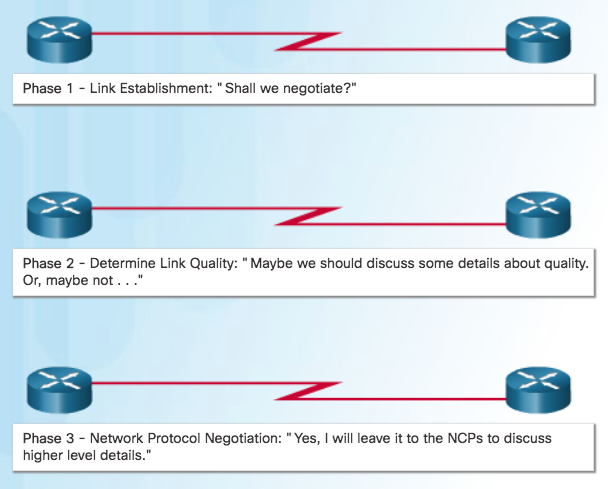 Phase 1 - Link Establishment: "Shall we negotiate?"
Phase 2 - Determine Link Quality: "Maybe we should discuss some details about quality.
Or, maybe not . . ."
Phase 3 - Network Protocol Negotiation: "Yes, I will leave it to the NCPs to discuss
higher level details."